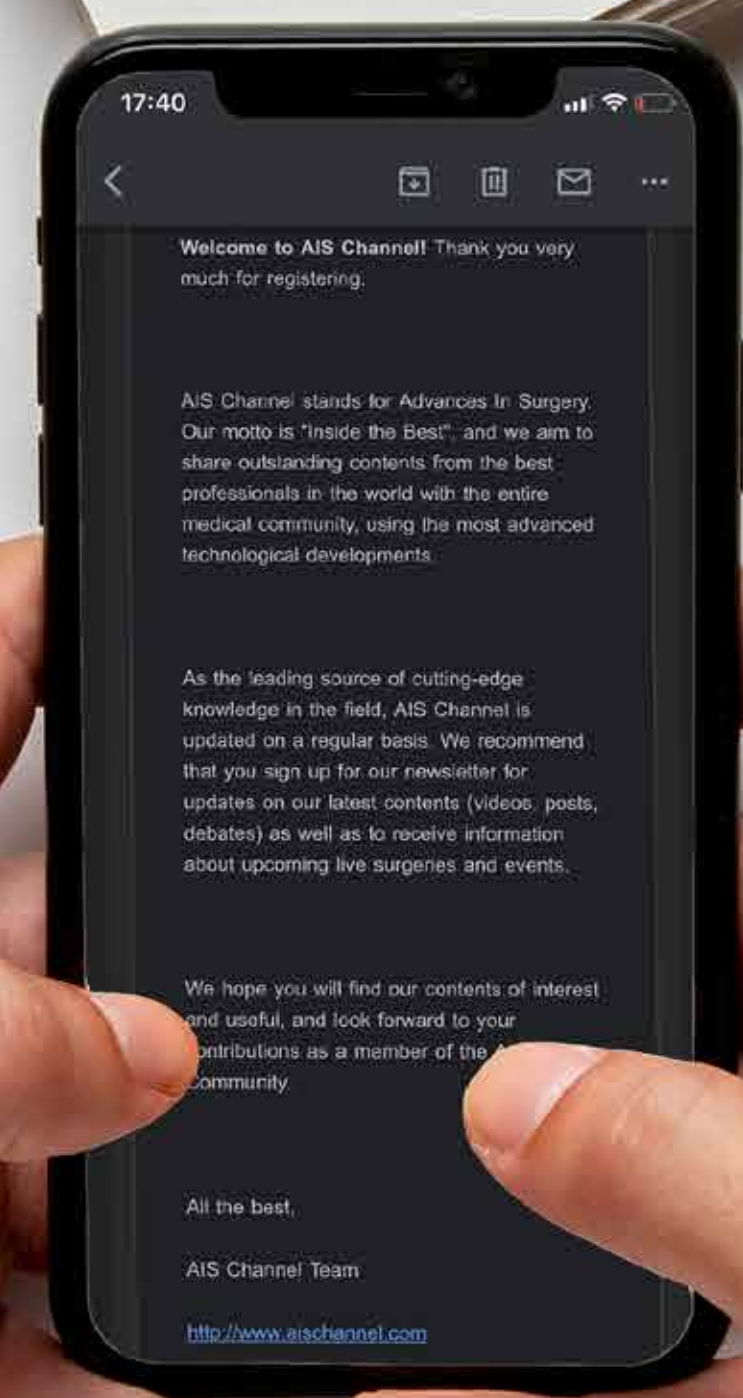 17:40
Welcome to AIS Channel! Thank you very
much for registering.
AIS Channel stands for Advances In Surgery.
Our motto is "Inside the Best", and we aim to
share outstanding contents from the best
professionals in the world with the entire
medical community, using the most advanced
technological developments.
As the leading source of cutting-edge
knowledge in the field, AIS Channel is
updated on a regular basis. We recommend
that you sign up for our newsletter for
updates on our latest contents (videos, posts,
debates) as well as to receive information
about upcoming live surgeries and events.
We hope you will find our contents of interest
and useful, and look forward to your
contributions as a member of the
Community
All the best,
AIS Channel Team
http://www.aischannel.com